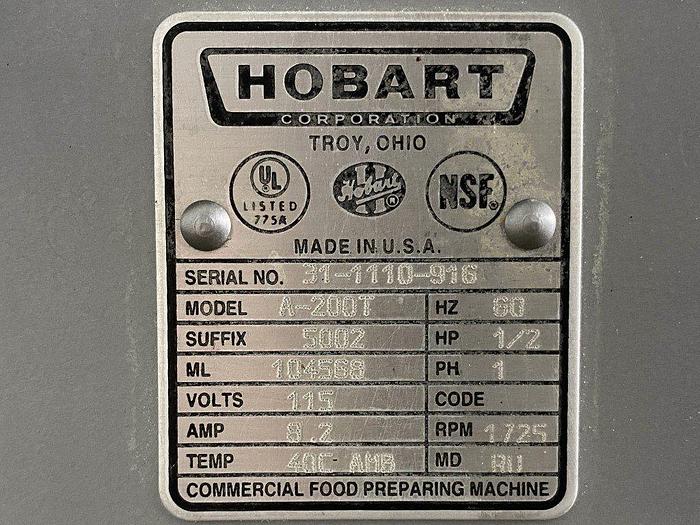 HOBART
CORPORATION
TROY, OHIO
UL
LISTED
775A
Hobart
H
®
NSF®
MADE IN U.S.A.
SERIAL NO. 31-1110-916
MODEL A-200T HZ 60
SUFFIX 5002 HP 1/2
ML 104568 PH 1
VOLTS 115 CODE
AMP 8.2 RPM 1725
TEMP 40C AMB MD
COMMERCIAL FOOD PREPARING MACHINE